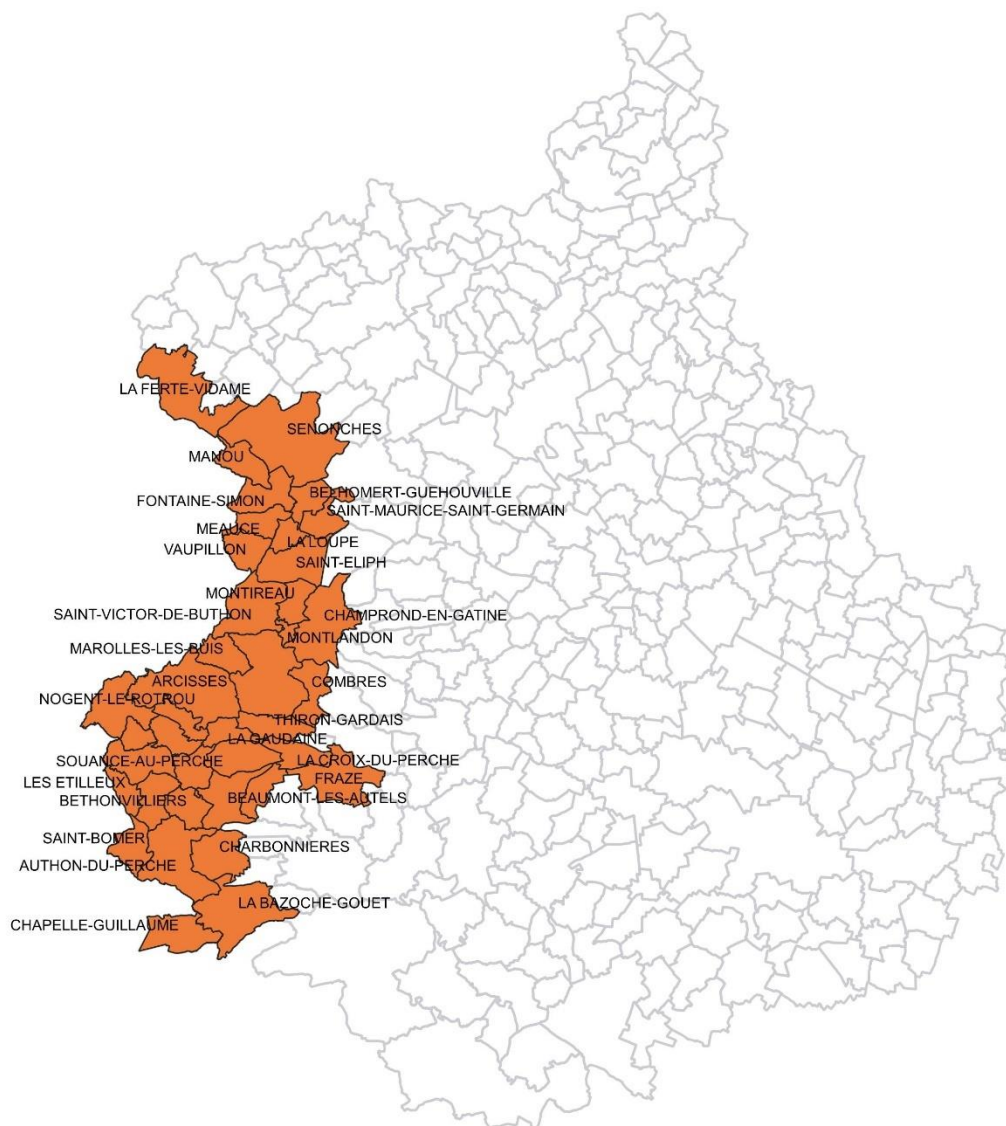 LA FERTE-VIDAME
SENONCHES
MANOU
BELHOMERT-GUEHOUVILLE
FONTAINE-SIMON
SAINT-MAURICE-SAINT-GERMAIN
MEAUCE
LA LOUPE
VAUPILLON
SAINT-ELIPH
MONTIREAU
SAINT-VICTOR-DE-BUTHON
CHAMPROND-EN-GATINE
MONTLANDON
MAROLLES-LES-BUIS
ARCISSES
COMBRES
NOGENT-LE-ROTROU
THIRON-GARDAIS
LA GAUDAINE
SOUANCE-AU-PERCHE
LA CROIX-DU-PERCHE
FRAZE
LES ETILLEUX
BETHONVILLIERS
BEAUMONT-LES-AUTELS
SAINT-BOMER
CHARBONNIERES
AUTHON-DU-PERCHE
LA BAZOCHE-GOUET
CHAPELLE-GUILLAUME